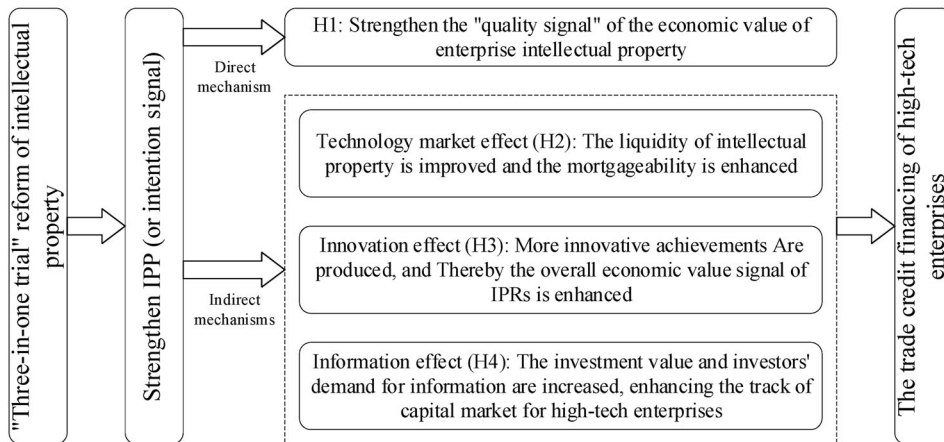 "Three-in-one trial" reform of intellectual
property
Strengthen IPP (or intention signal)
Direct
mechanism
Indirect
mechanisms
H1: Strengthen the "quality signal" of the economic value of
enterprise intellectual property
Technology market effect (H2): The liquidity of intellectual
property is improved and the mortgageability is enhanced
Innovation effect (H3): More innovative achievements Are
produced, and Thereby the overall economic value signal of
IPRs is enhanced
Information effect (H4): The investment value and investors'
demand for information are increased, enhancing the track of
capital market for high-tech enterprises
The trade credit financing of high-tech
enterprises